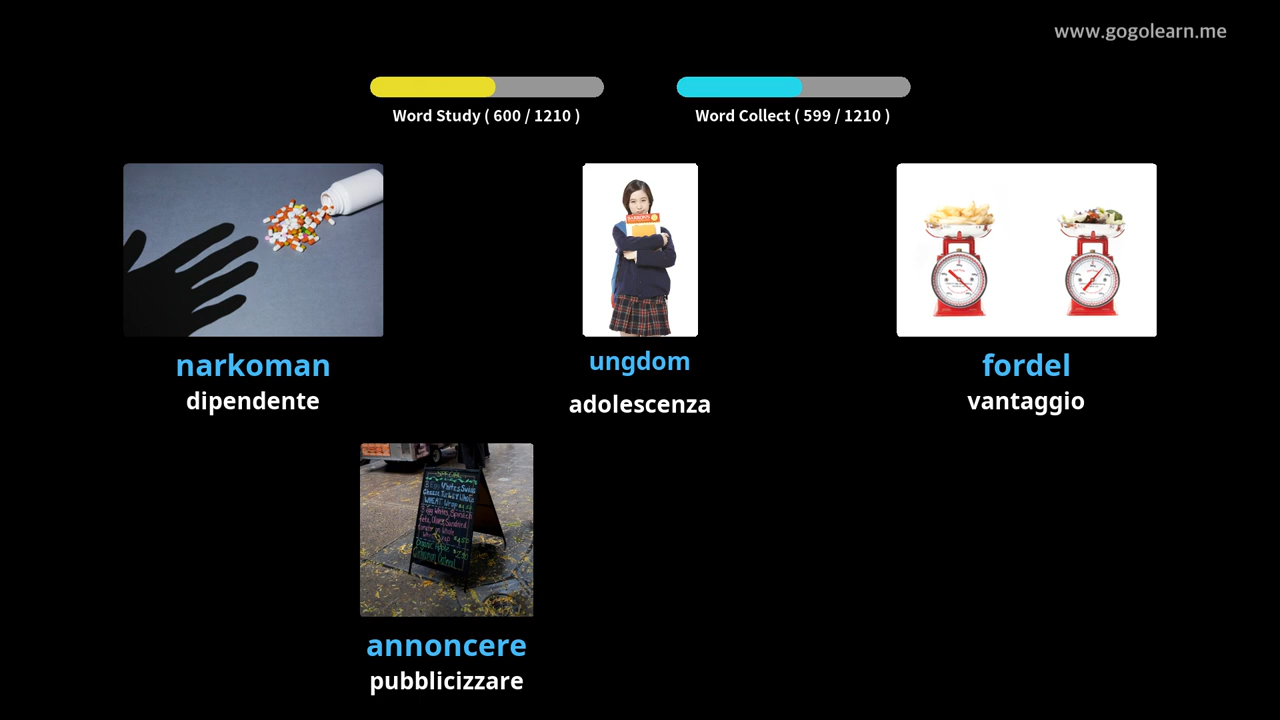 www.gogolearn.me
Word Study ( 600 / 1210 )
Word Collect ( 599 / 1210 )
BARRON'S
narkoman
dipendente
ungdom
adolescenza
fordel
vantaggio
annoncere
pubblicizzare